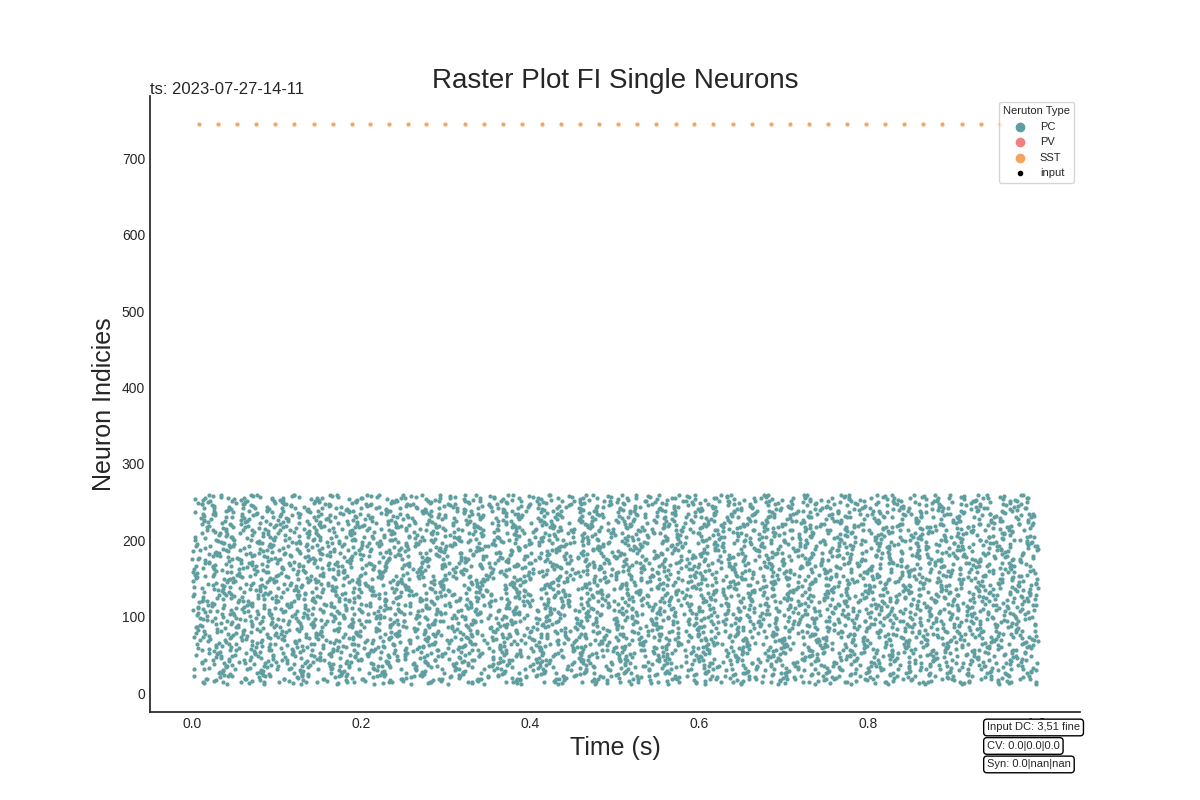 Raster Plot FI Single Neurons
ts: 2023-07-27-14-11
Neruton Type
PC
PV
SST
input
Neuron Indicies
700
600
500
400
300
200
100
0
0.0 0.2 0.4 0.6 0.8
Time (s)
Input DC: 3,51 fine
CV: 0.0|0.0|0.0
Syn: 0.0|nan|nan